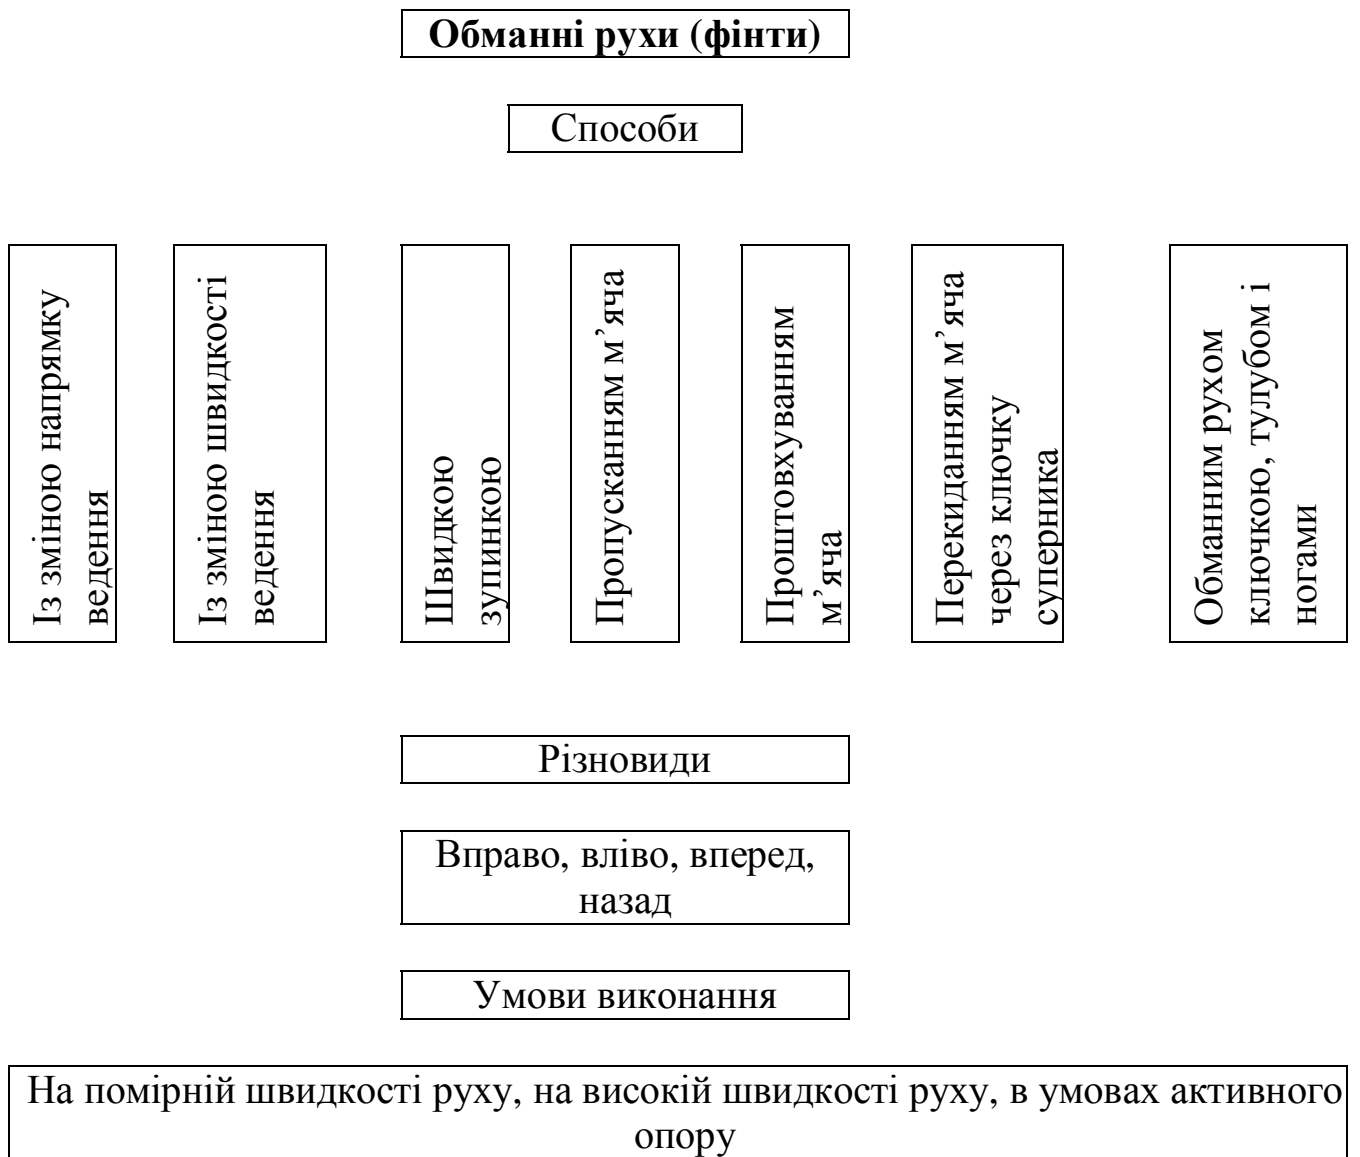 Обманні рухи (фінти)
Способи
Із зміною напрямку
ведення
Із зміною швидкості
ведення
Швидкою
зупинкою
Пропусканням м’яча
Проштовхуванням
м’яча
Перекиданням м’яча
через ключку
суперника
Обманним рухом
ключкою, тулубом і
ногами
Різновиди
Вправо, вліво, вперед,
назад
Умови виконання
На помірній швидкості руху, на високій швидкості руху, в умовах активного
опору